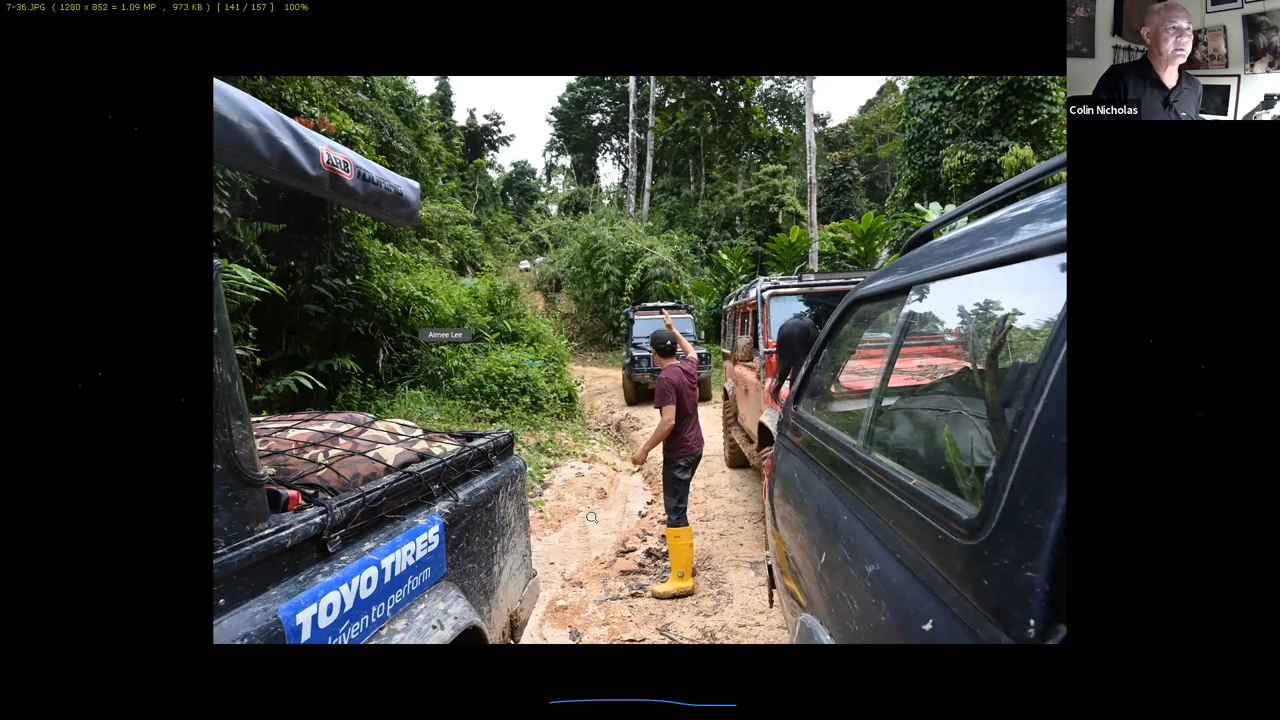 7-36.JPG ( 1280 x 852 = 1.09 MP , 973 KB ) [ 141 / 157 ] 100%
Colin Nicholas
ARB TOURING
Aimee Lee
TOYO TIRES
driven to perform